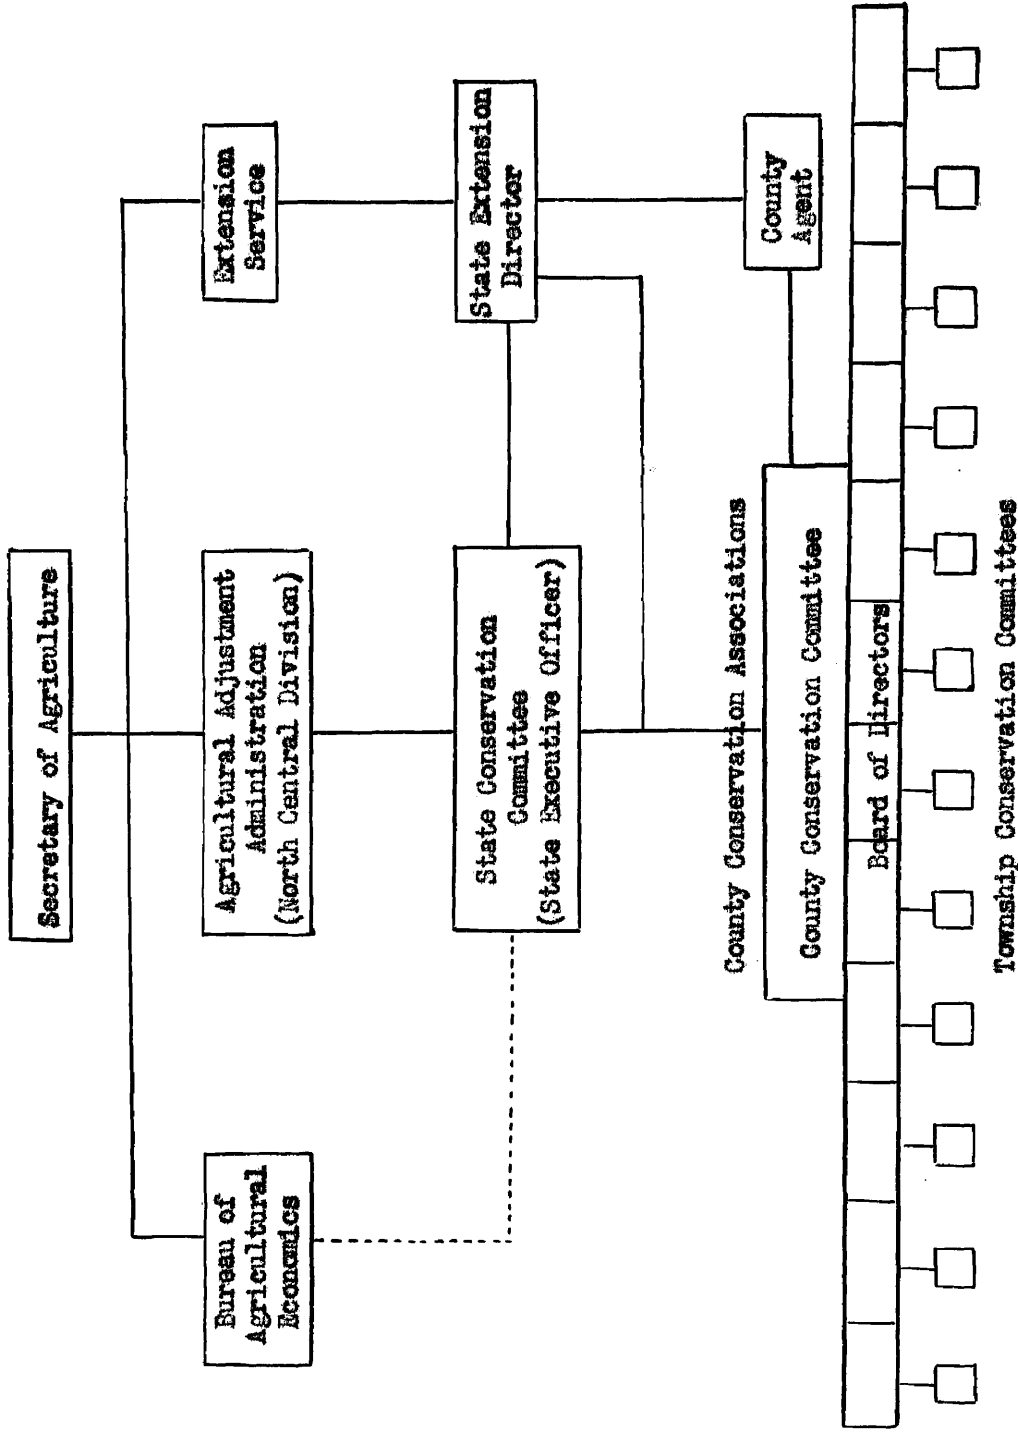 Secretary of Agriculture
Bureau of
Agricultural
Economics
Agricultural Adjustment
Administration
(North Central Division)
Extension
Service
State Conservation
Committee
(State Executive Officer)
State Extension
Director
County Conservation Associations
County Conservation Committee
County
Agent
Board of Directors
Township Conservation Committees